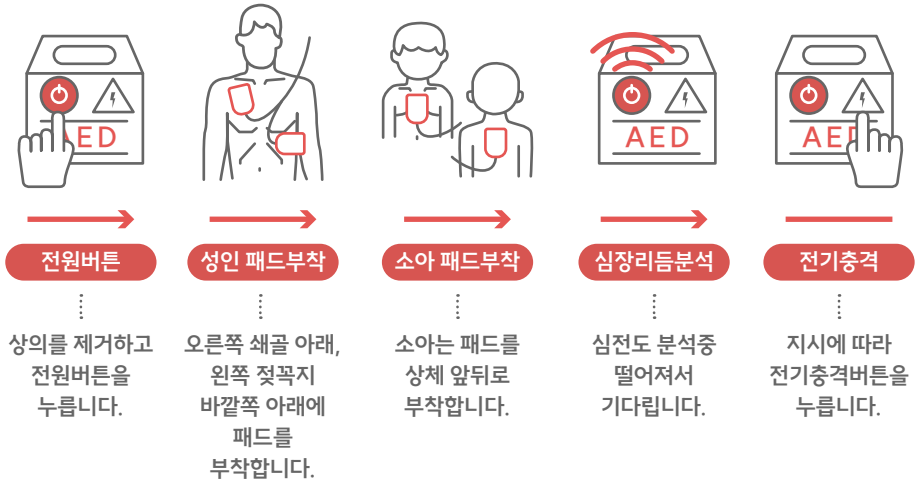 AED
AED
AED
전원버튼
성인 패드부착
소아 패드부착
심장리듬분석
전기충격
상의를 제거하고
전원버튼을
누릅니다.
오른쪽 쇄골 아래,
왼쪽 젖꼭지
바깥쪽 아래에
패드를
부착합니다.
소아는 패드를
상체 앞뒤로
부착합니다.
심전도 분석중
떨어져서
기다립니다.
지시에 따라
전기충격버튼을
누릅니다.